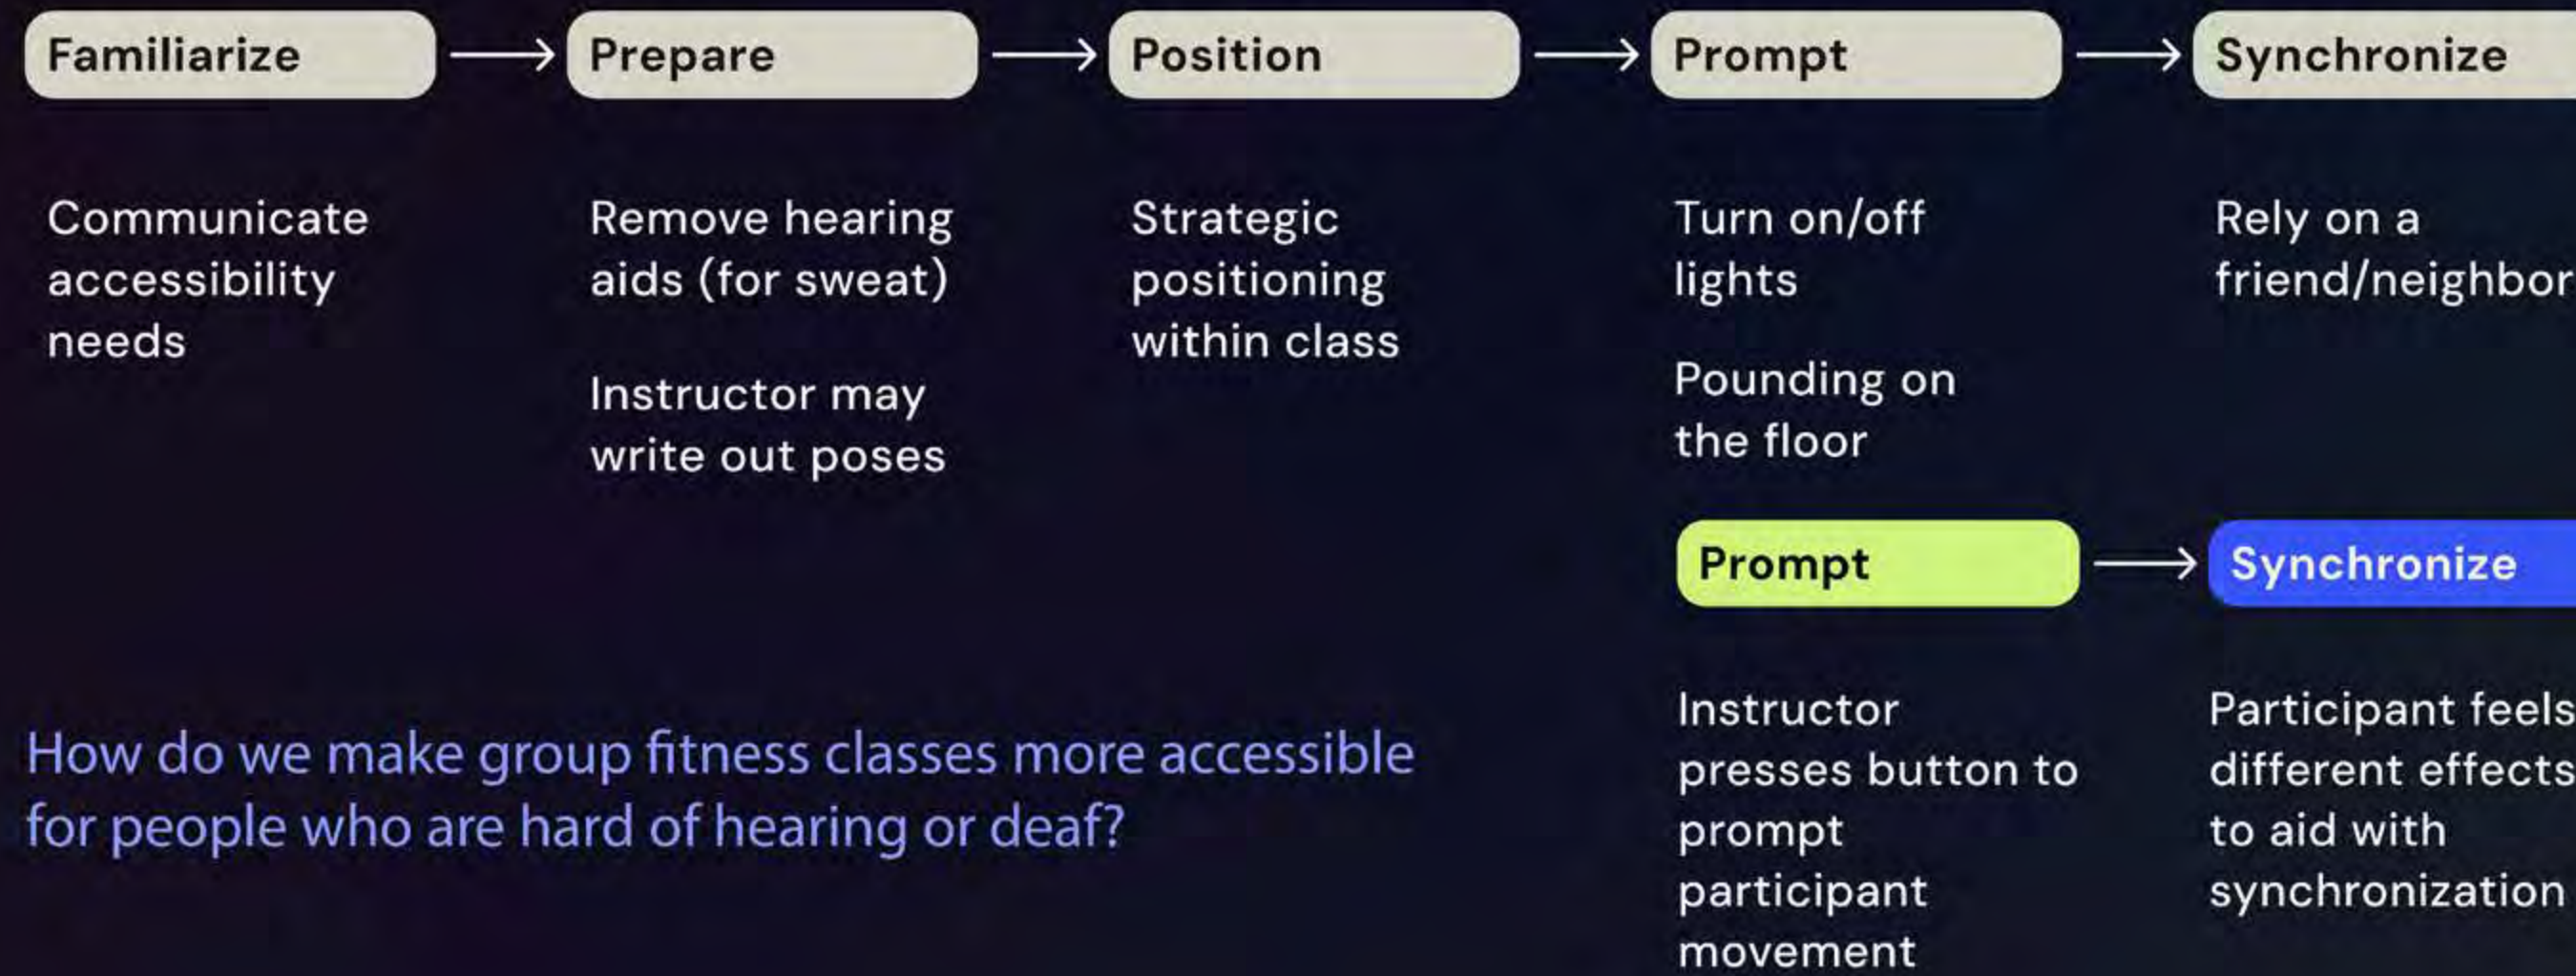 Familiarize
Prepare
Position
Prompt
Synchronize
Communicate
accessibility
needs
Remove hearing
aids (for sweat)
Instructor may
write out poses
Strategic
positioning
within class
Turn on/off
lights
Pounding on
the floor
Rely on a
friend/neighbor
Prompt
Synchronize
Instructor
presses button to
prompt
participant
movement
Participant feels
different effects
to aid with
synchronization
How do we make group fitness classes more accessible
for people who are hard of hearing or deaf?